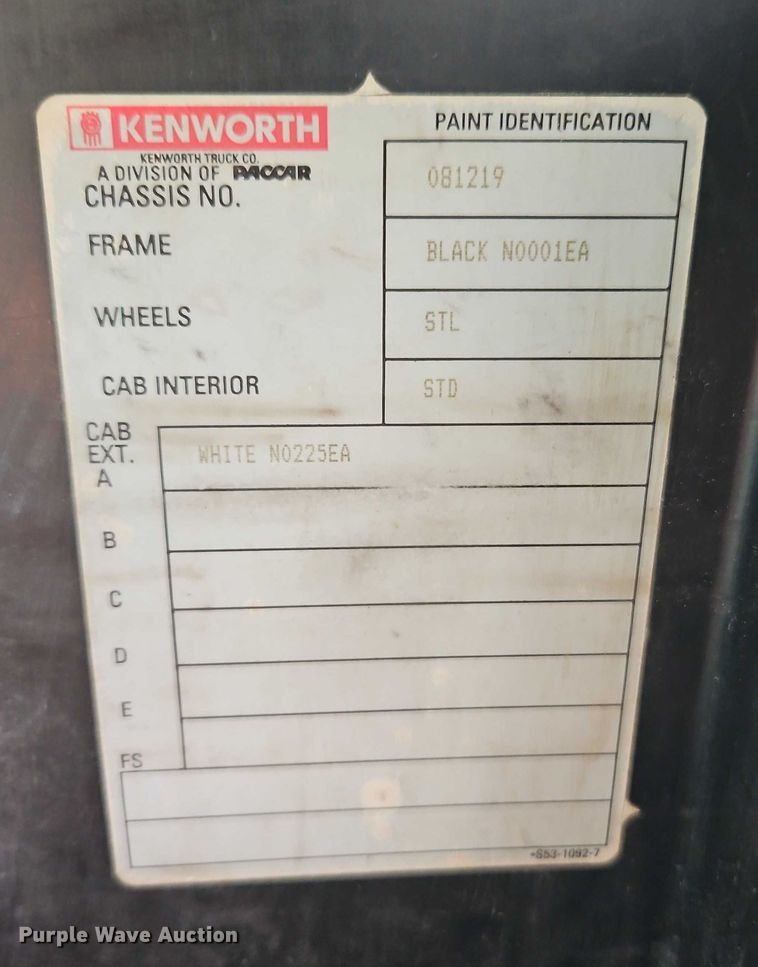 KENWORTH
PAINT IDENTIFICATION
KENWORTH TRUCK CO.
A DIVISION OF PACCAR
CHASSIS NO. 081219
FRAME BLACK N0001EA
WHEELS STL
CAB INTERIOR STD
CAB
EXT.
A WHITE N0225EA
B
C
D
E
FS
-S53-1092-7
Purple Wave Auction